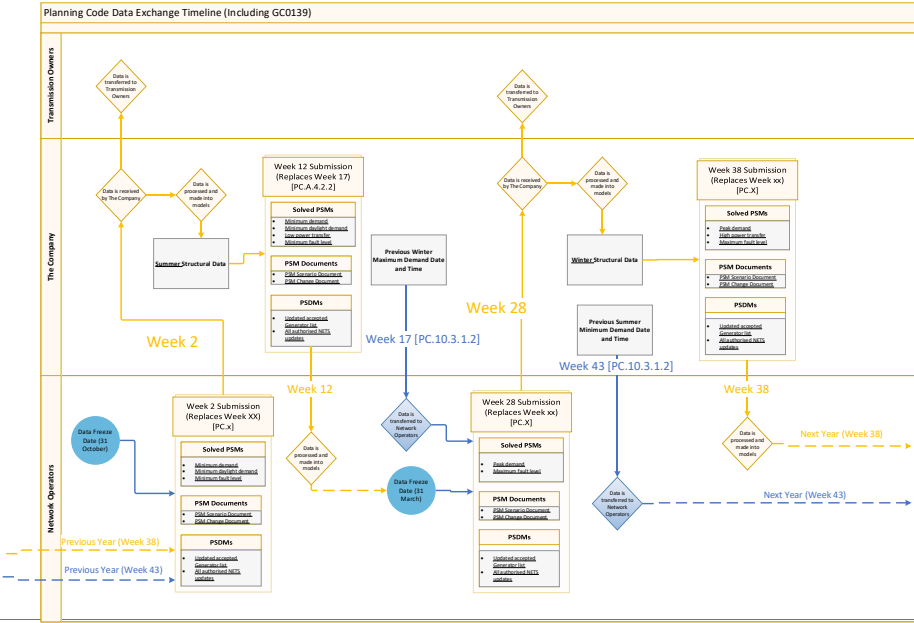 Planning Code Data Exchange Timeline (Including GC0139)
Transmission Owners
Data is
transferred to
Transmission
Owners
Data is
transferred to
Transmission
Owners
The Company
Data is received
by The Company
Data is
processed and
made into
models
Summer Structural Data
Week 12 Submission
(Replaces Week 17)
[PC.A.4.2.2]
Solved PSMs
Minimum demand
Minimum daylight demand
Low power transfer
Minimum fault level
PSM Documents
PSM Scenario Document
PSM Change Document
PSDMs
Updated accepted
Generator list
All authorised NETS
updates
Previous Winter
Maximum Demand Date
and Time
Data is received
by The Company
Data is
processed and
made into
models
Winter Structural Data
Previous Summer
Minimum Demand Date
and Time
Week 38 Submission
(Replaces Week xx)
[PC.X]
Solved PSMs
Peak demand
High power transfer
Maximum fault level
PSM Documents
PSM Scenario Document
PSM Change Document
PSDMs
Updated accepted
Generator list
All authorised NETS
updates
Week 2
Week 28
Week 17 [PC.10.3.1.2]
Week 43 [PC.10.3.1.2]
Week 12
Week 38
Network Operators
Data Freeze
Date (31
October)
Week 2 Submission
(Replaces Week XX)
[PC.x]
Solved PSMs
Minimum demand
Minimum daylight demand
Minimum fault level
PSM Documents
PSM Scenario Document
PSM Change Document
PSDMs
Updated accepted
Generator list
All authorised NETS
updates
Previous Year (Week 38)
Previous Year (Week 43)
Data is
processed and
made into
models
Data is
transferred to
Network
Operators
Data Freeze
Date (31
March)
Week 28 Submission
(Replaces Week xx)
[PC.X]
Solved PSMs
Peak demand
Maximum fault level
PSM Documents
PSM Scenario Document
PSM Change Document
PSDMs
Updated accepted
Generator list
All authorised NETS
updates
Data is
transferred to
Network
Operators
Data is
processed and
made into
models
Next Year (Week 38)
Next Year (Week 43)